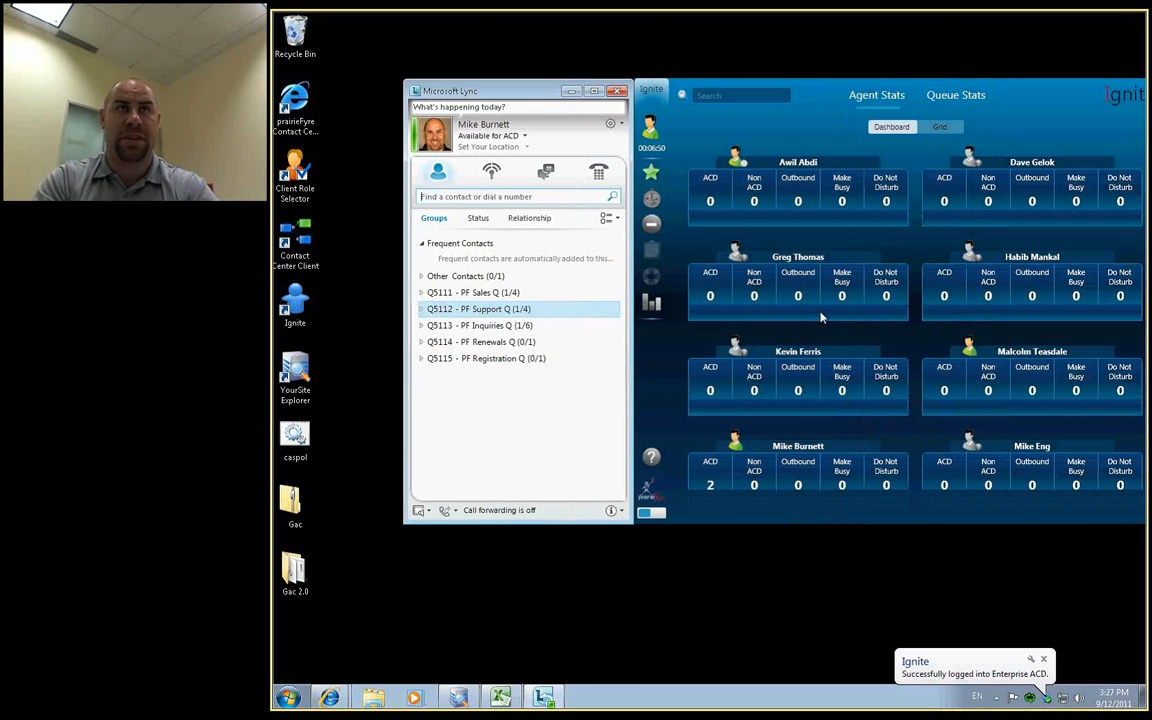 Recycle Bin
prairieFyre
Contact Ce...
Client Role
Selector
Contact
Center Client
Ignite
YourSite
Explorer
caspol
Gac
Gac 2.0
Microsoft Lync
What's happening today?
Mike Burnett
Available for ACD
Set Your Location
Find a contact or dial a number
Groups Status Relationship
Frequent Contacts
Frequent contacts are automatically added to this...
Other Contacts (0/1)
Q5111 - PF Sales Q (1/4)
Q5112 - PF Support Q (1/4)
Q5113 - PF Inquiries Q (1/6)
Q5114 - PF Renewals Q (0/1)
Q5115 - PF Registration Q (0/1)
Call forwarding is off
Ignite
00:06:50
Search
Agent Stats Queue Stats
Ignit
Dashboard Grid
Awil Abdi
ACD Non ACD Outbound Make Busy Do Not Disturb
0 0 0 0 0
Dave Gelok
ACD Non ACD Outbound Make Busy Do Not Disturb
0 0 0 0 0
Greg Thomas
ACD Non ACD Outbound Make Busy Do Not Disturb
0 0 0 0 0
Habib Mankal
ACD Non ACD Outbound Make Busy Do Not Disturb
0 0 0 0 0
Kevin Ferris
ACD Non ACD Outbound Make Busy Do Not Disturb
0 0 0 0 0
Malcolm Teasdale
ACD Non ACD Outbound Make Busy Do Not Disturb
0 0 0 0 0
Mike Burnett
ACD Non ACD Outbound Make Busy Do Not Disturb
2 0 0 0 0
Mike Eng
ACD Non ACD Outbound Make Busy Do Not Disturb
0 0 0 0 0
Ignite
Successfully logged into Enterprise ACD.
EN
3:27 PM
9/12/2011